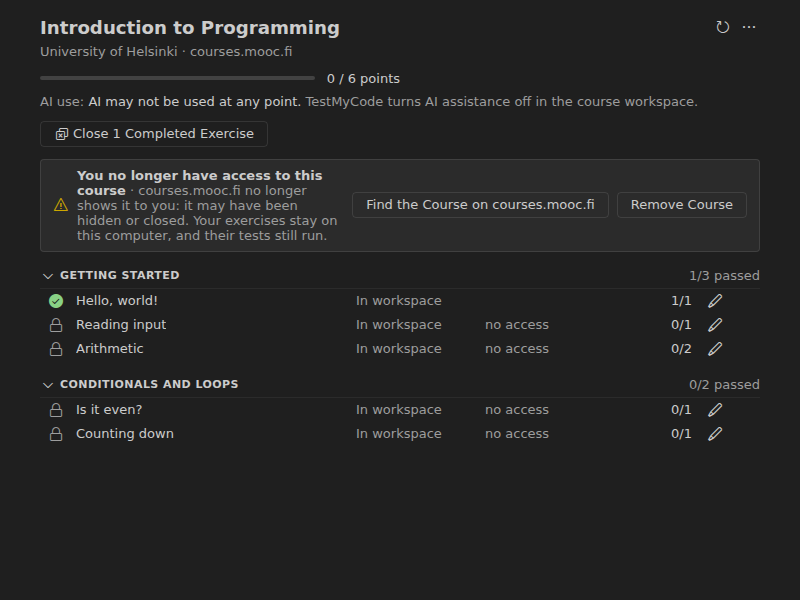 Introduction to Programming
University of Helsinki · courses.mooc.fi
0 / 6 points
AI use: AI may not be used at any point. TestMyCode turns AI assistance off in the course workspace.
Close 1 Completed Exercise
You no longer have access to this
course · courses.mooc.fi no longer
shows it to you: it may have been
hidden or closed. Your exercises stay on
this computer, and their tests still run.
Find the Course on courses.mooc.fi
Remove Course
GETTING STARTED 1/3 passed
Hello, world! In workspace 1/1
Reading input In workspace no access 0/1
Arithmetic In workspace no access 0/2
CONDITIONALS AND LOOPS 0/2 passed
Is it even? In workspace no access 0/1
Counting down In workspace no access 0/1